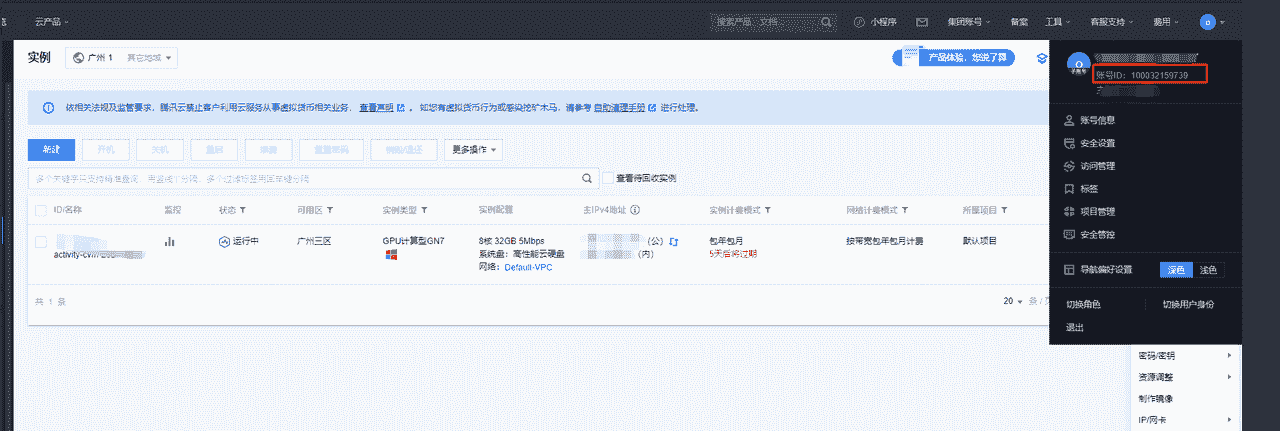 云产品
搜索产品、文档... 小程序 集团账号 备案 工具 客服支持 费用
实例 广州 1 其它地域 产品体验，您说了算
账号ID：100032159739
依相关法规及监管要求，腾讯云禁止客户利用云服务从事虚拟货币相关业务，查看声明 。如您有虚拟货币行为或感染挖矿木马，请参考 自助清理手册 进行处理。
账号信息
安全设置
访问管理
标签
项目管理
安全管控
导航偏好设置 深色 浅色
切换角色 切换用户身份
退出
新建 开机 关机 重启 续费 重置密码 销毁/退还 更多操作
多个关键字用竖线 查看待回收实例
ID/名称 监控 状态 可用区 实例类型 实例配置 主IPv4地址 实例计费模式 网络计费模式 所属项目
运行中 广州三区 GPU计算型GN7 8核 32GB 5Mbps （公） 包年包月 按带宽包年包月计费 默认项目
系统盘：高性能云硬盘 （内） 5天后将过期
网络：Default-VPC
共 1 条 20 条 / 页
密码/密钥
资源调整
制作镜像
IP/网卡